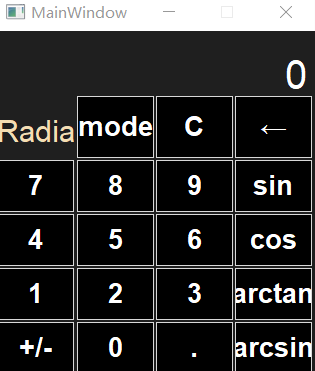 MainWindow
0
Radia mode C ←
7 8 9 sin
4 5 6 cos
1 2 3 arctan
+/- 0 . arcsin